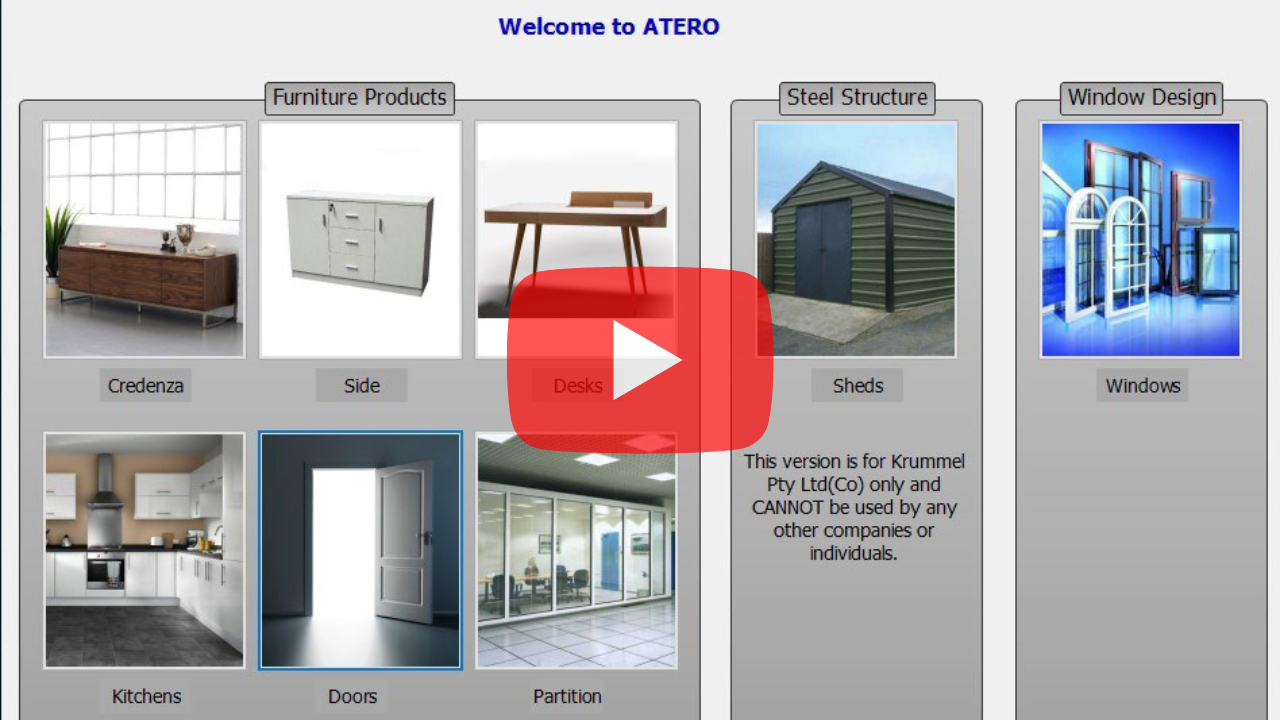 Welcome to ATERO
Furniture Products
Steel Structure
Window Design
Credenza
Side
Desks
Sheds
Windows
This version is for Krummel
Pty Ltd(Co) only and
CANNOT be used by any
other companies or
individuals.
Kitchens
Doors
Partition